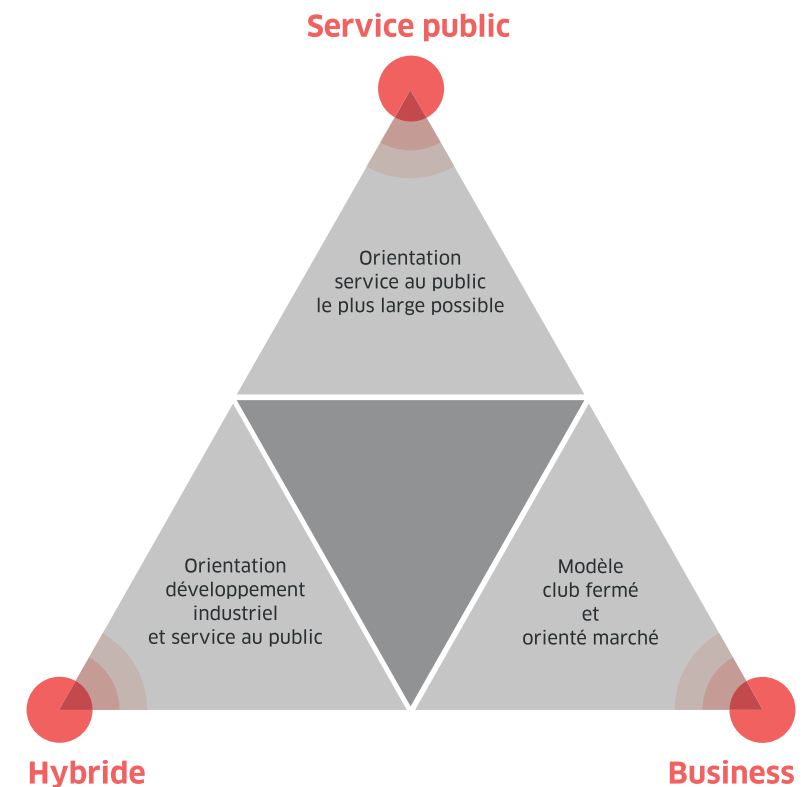 Service public
Orientation
service au public
le plus large possible
Orientation
développement
industriel
et service au public
Modèle
club fermé
et
orienté marché
Hybride
Business